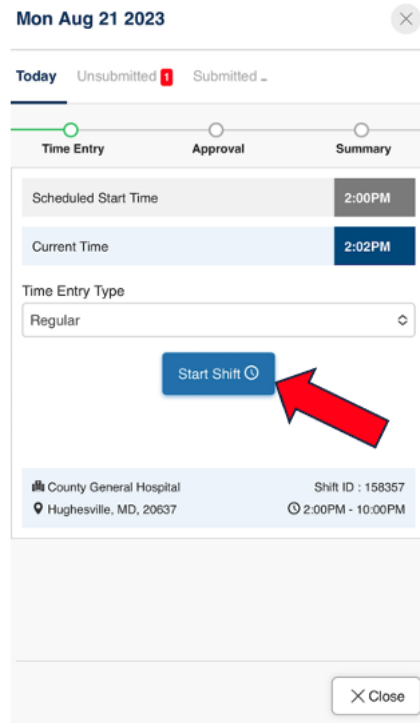 Mon Aug 21 2023
Today Unsubmitted 1 Submitted
Time Entry Approval Summary
Scheduled Start Time 2:00PM
Current Time 2:02PM
Time Entry Type
Regular
Start Shift
County General Hospital Shift ID : 158357
Hughesville, MD, 20637 2:00PM - 10:00PM
Close